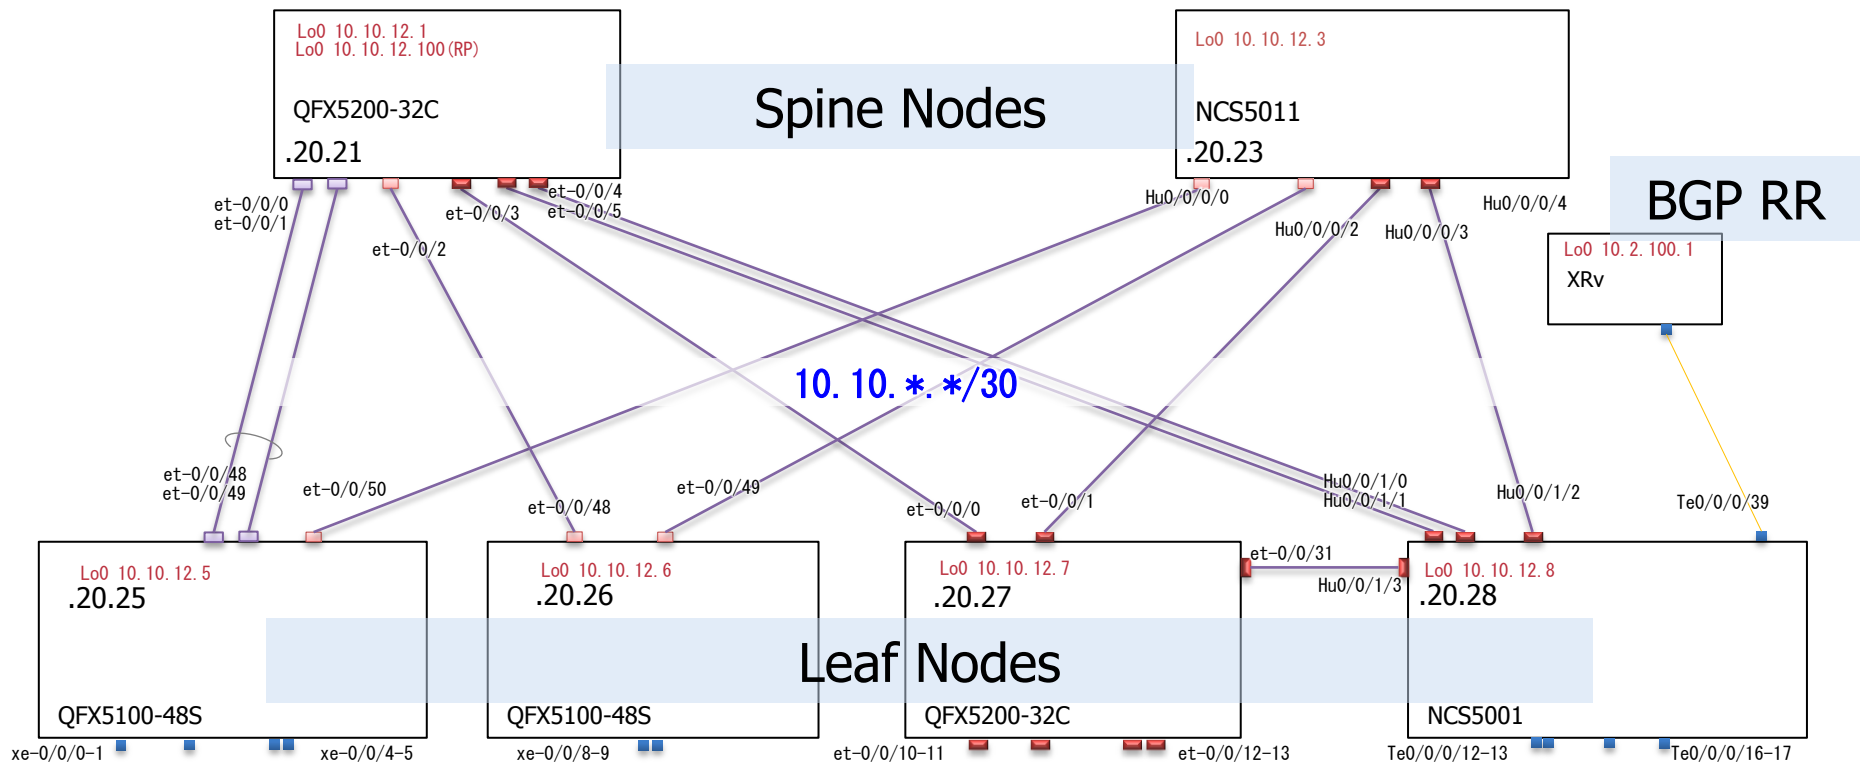 Lo0 10.10.12.1
Lo0 10.10.12.100(RP)
QFX5200-32C
.20.21
Spine Nodes
Lo0 10.10.12.3
NCS5011
.20.23
BGP RR
Lo0 10.2.100.1
XRv
et-0/0/0
et-0/0/1
et-0/0/2
et-0/0/3
et-0/0/4
et-0/0/5
Hu0/0/0/0
Hu0/0/0/2
Hu0/0/0/3
Hu0/0/0/4
10.10.*.*/30
et-0/0/48
et-0/0/49
et-0/0/50
et-0/0/48
et-0/0/49
et-0/0/0
et-0/0/1
Hu0/0/1/0
Hu0/0/1/1
Hu0/0/1/2
Te0/0/0/39
Lo0 10.10.12.5
.20.25
Lo0 10.10.12.6
.20.26
Lo0 10.10.12.7
.20.27
et-0/0/31
Hu0/0/1/3
Lo0 10.10.12.8
.20.28
Leaf Nodes
QFX5100-48S
QFX5100-48S
QFX5200-32C
NCS5001
xe-0/0/0-1
xe-0/0/4-5
xe-0/0/8-9
et-0/0/10-11
et-0/0/12-13
Te0/0/0/12-13
Te0/0/0/16-17